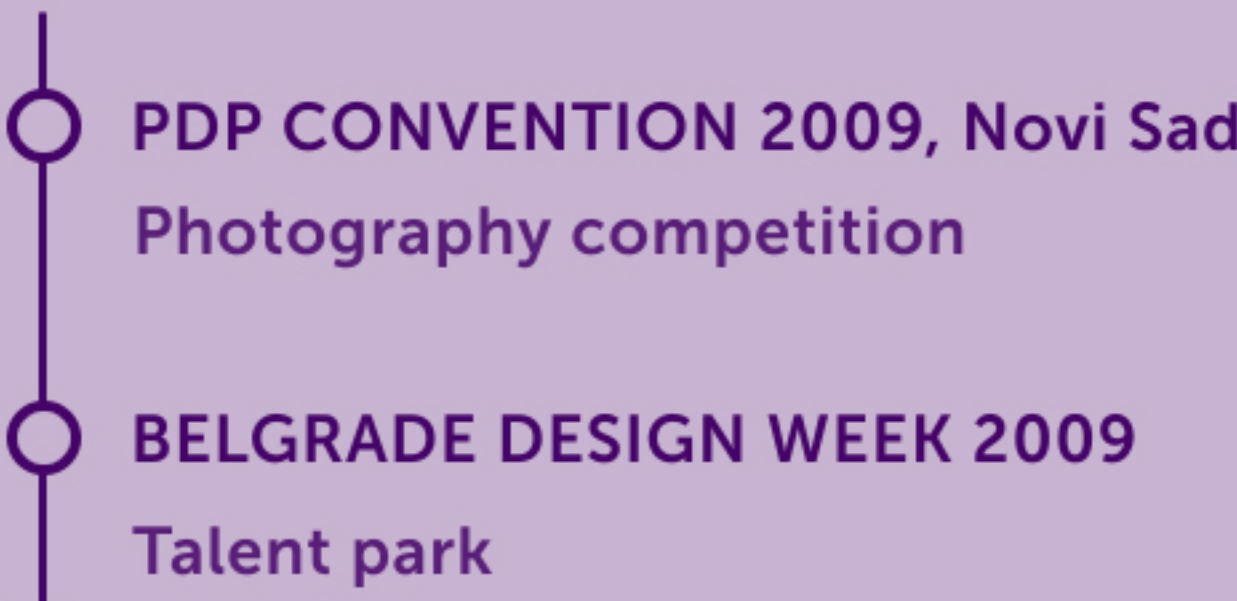 PDP CONVENTION 2009, Novi Sad
Photography competition
BELGRADE DESIGN WEEK 2009
Talent park